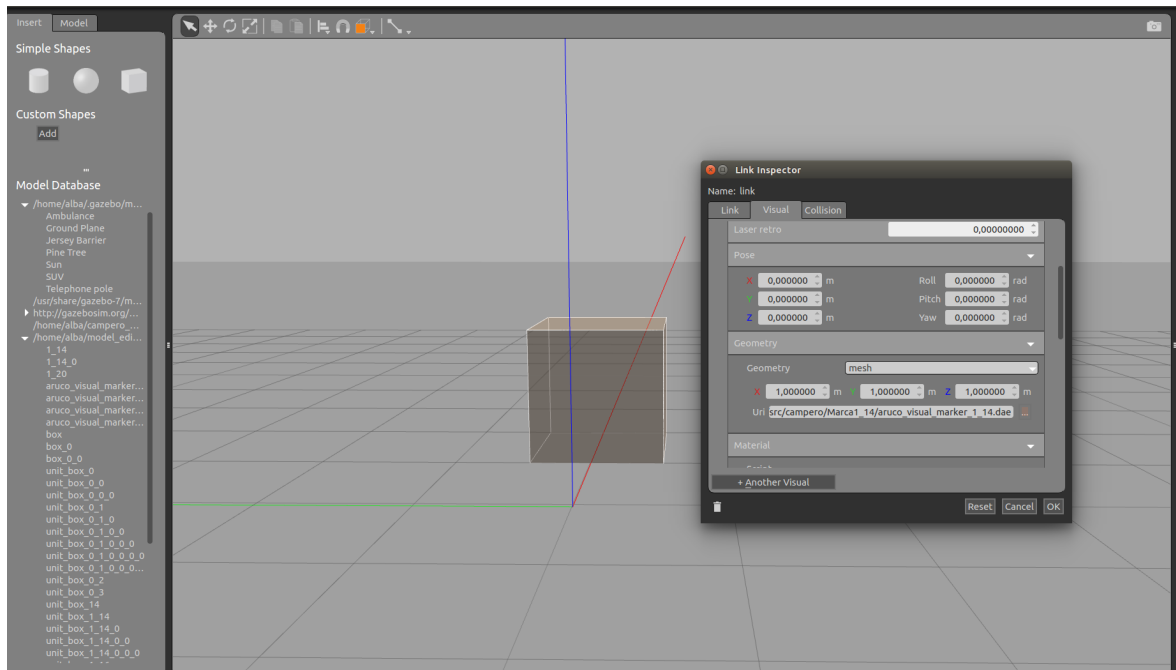 Insert Model
Simple Shapes
Custom Shapes
Add
...
Model Database
/home/alba/.gazebo/m...
Ambulance
Ground Plane
Jersey Barrier
Pine Tree
Sun
SUV
Telephone pole
/usr/share/gazebo-7/m...
http://gazebosim.org/...
/home/alba/campero_...
/home/alba/model_edi...
1_14
1_14_0
1_20
aruco_visual_marker...
aruco_visual_marker...
aruco_visual_marker...
aruco_visual_marker...
box
box_0
box_0_0
unit_box_0
unit_box_0_0
unit_box_0_0_0
unit_box_0_1
unit_box_0_1_0
unit_box_0_1_0_0
unit_box_0_1_0_0_0
unit_box_0_1_0_0_0_0
unit_box_0_1_0_0_0...
unit_box_0_2
unit_box_0_3
unit_box_14
unit_box_1_14
unit_box_1_14_0
unit_box_1_14_0_0
unit_box_1_14_0_0_0
Link Inspector
Name: link
Link Visual Collision
Laser retro 0,00000000
Pose
X 0,000000 m Roll 0,000000 rad
Y 0,000000 m Pitch 0,000000 rad
Z 0,000000 m Yaw 0,000000 rad
Geometry
Geometry mesh
X 1,000000 m Y 1,000000 m Z 1,000000 m
Uri src/campero/Marca1_14/aruco_visual_marker_1_14.dae ...
Material
+ Another Visual
Reset Cancel OK